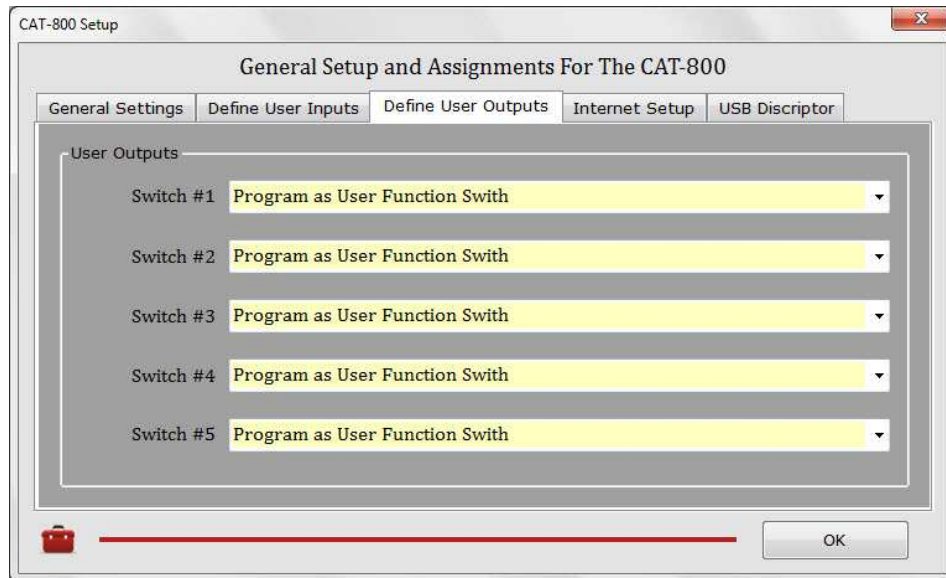 CAT-800 Setup
General Setup and Assignments For The CAT-800
General Settings Define User Inputs Define User Outputs Internet Setup USB Discriptor
User Outputs
Switch #1 Program as User Function Swith
Switch #2 Program as User Function Swith
Switch #3 Program as User Function Swith
Switch #4 Program as User Function Swith
Switch #5 Program as User Function Swith
OK